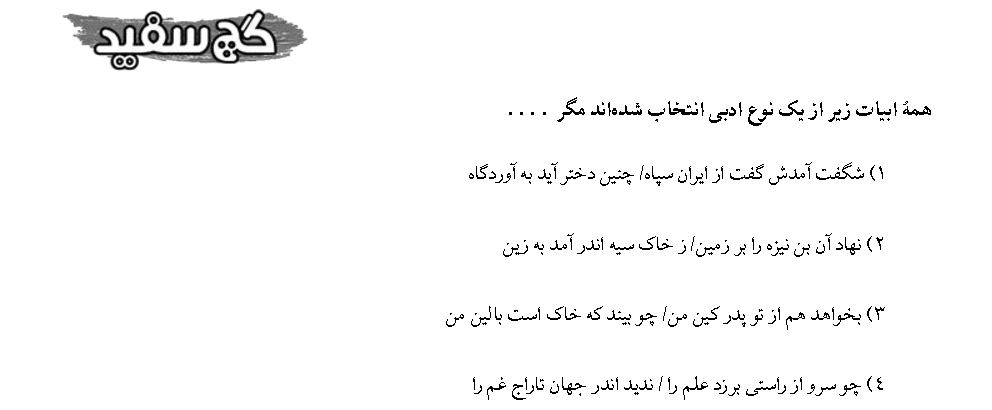 گچ سفید
همهٔ ابیات زیر از یک نوع ادبی انتخاب شده‌اند مگر . . . .
۱) شگفت آمدش گفت از ایران سپاه/ چنین دختر آید به آوردگاه
۲) نهاد آن بن نیزه را بر زمین/ ز خاک سیه اندر آمد به زین
۳) بخواهد هم از تو پدر کین من/ چو بیند که خاک است بالین من
۴) چو سرو از راستی برزد علم را / ندید اندر جهان تاراج غم را